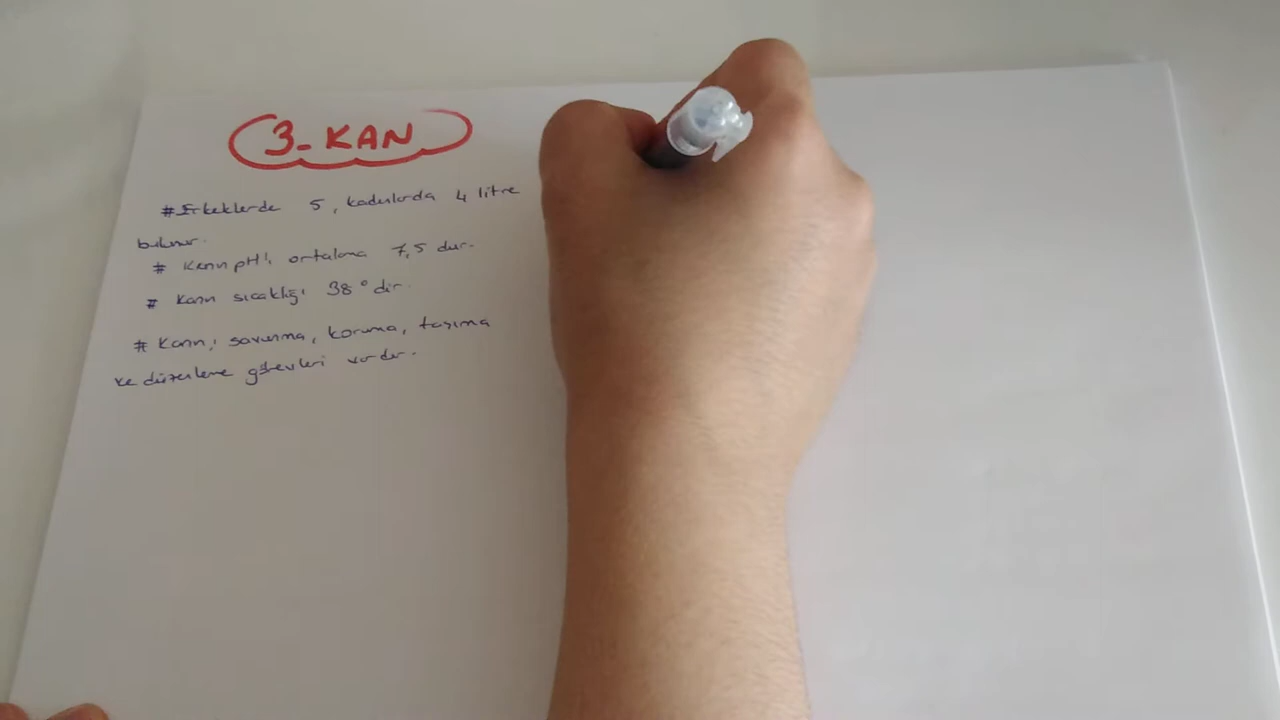 3- KAN
# Erkeklerde 5, kadınlarda 4 litre
bulunur.
# Kanın pH'ı ortalama 7,5 dur.
# Kanın sıcaklığı 38° dir.
# Kanın; savunma, koruma, taşıma
ve düzenleme görevleri vardır.